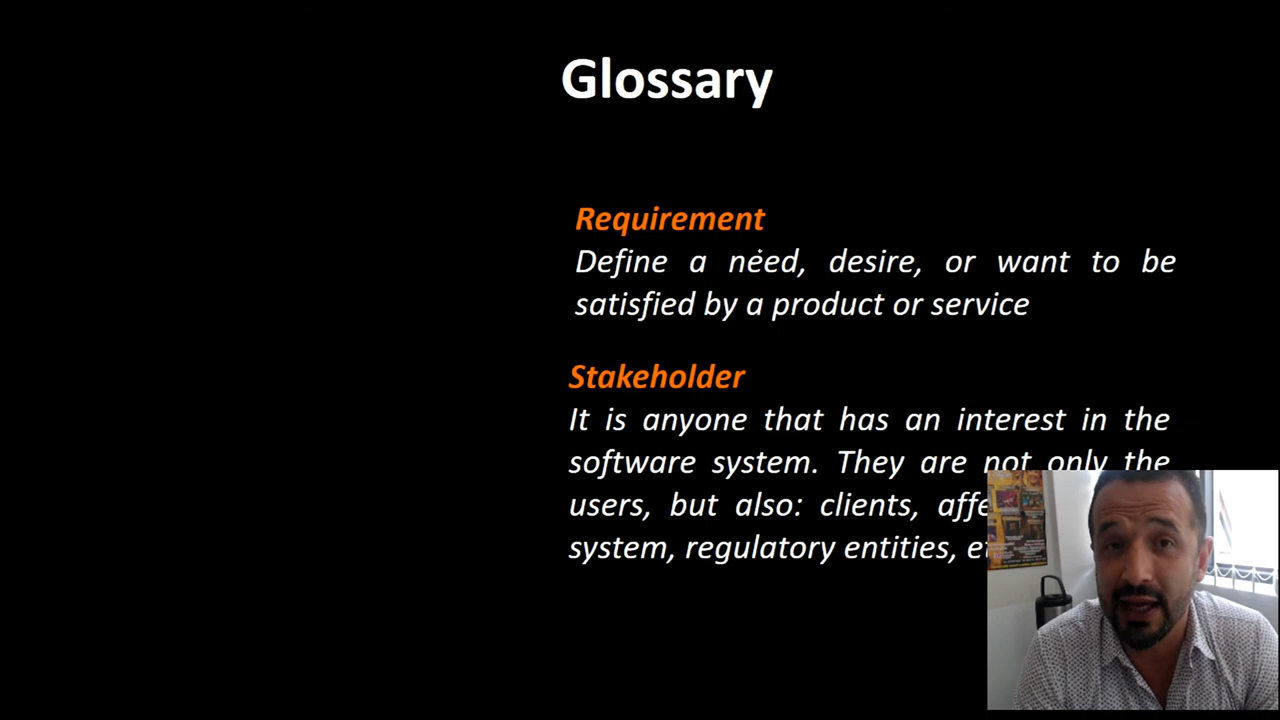 Glossary
Requirement
Define a need, desire, or want to be
satisfied by a product or service
Stakeholder
It is anyone that has an interest in the
software system. They are not only the
users, but also: clients,
system, regulatory entities,